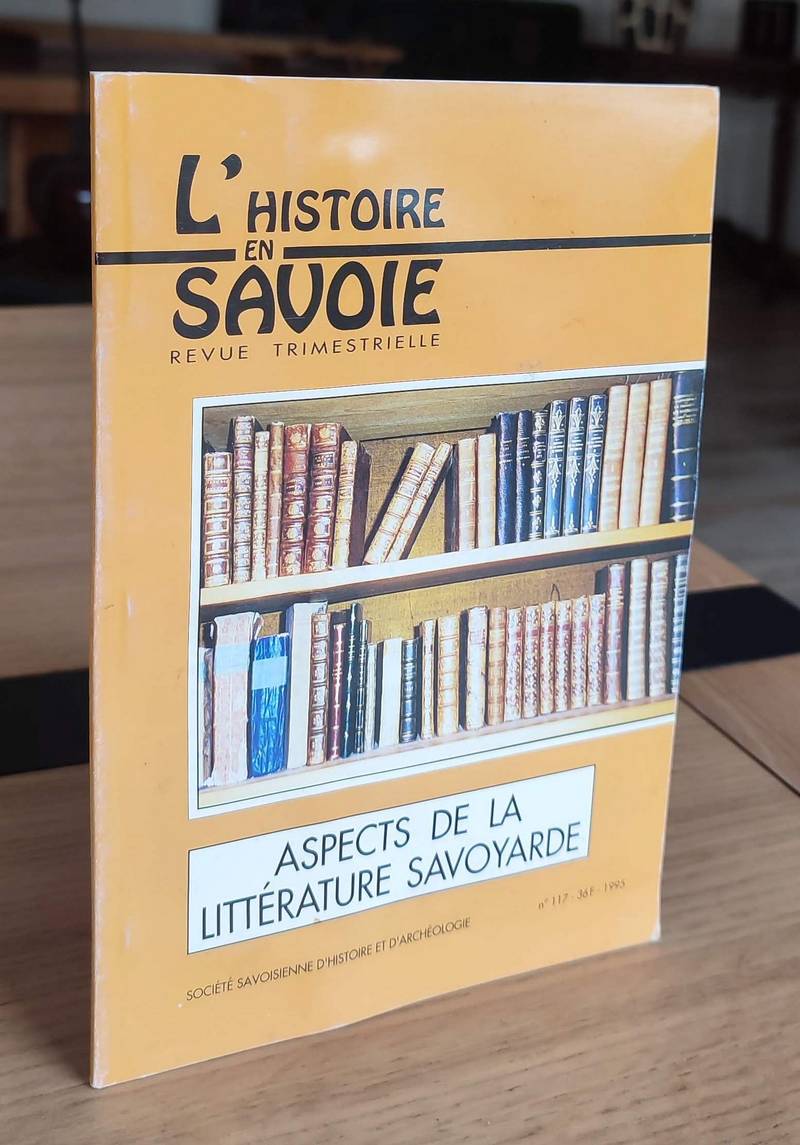 L'HISTOIRE
EN
SAVOIE
REVUE TRIMESTRIELLE
ASPECTS DE LA
LITTÉRATURE SAVOYARDE
n° 117 - 36 F - 1995
SOCIÉTÉ SAVOISIENNE D'HISTOIRE ET D'ARCHÉOLOGIE